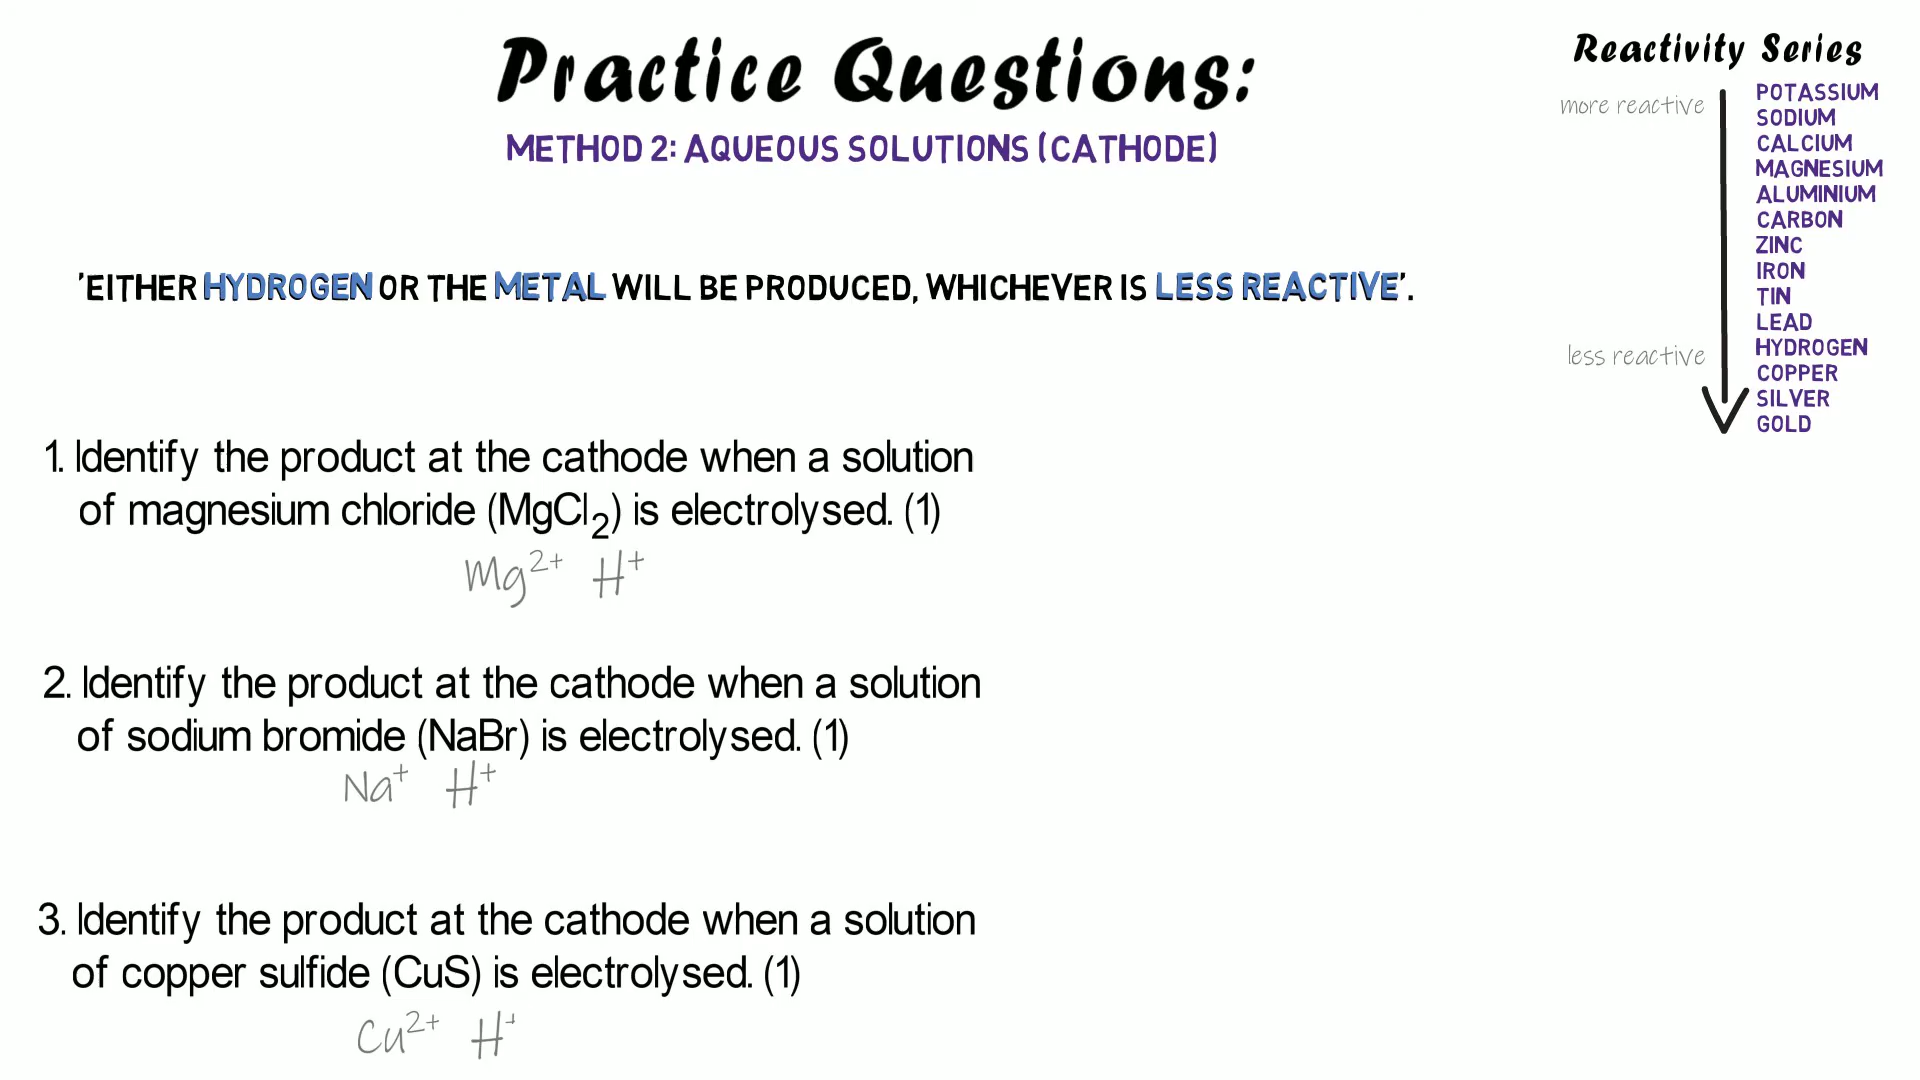 Practice Questions:
METHOD 2: AQUEOUS SOLUTIONS (CATHODE)
'EITHER HYDROGEN OR THE METAL WILL BE PRODUCED, WHICHEVER IS LESS REACTIVE'.
Reactivity Series
more reactive
less reactive
POTASSIUM
SODIUM
CALCIUM
MAGNESIUM
ALUMINIUM
CARBON
ZINC
IRON
TIN
LEAD
HYDROGEN
COPPER
SILVER
GOLD
1. Identify the product at the cathode when a solution
of magnesium chloride (MgCl₂) is electrolysed. (1)
Mg²⁺ H⁺
2. Identify the product at the cathode when a solution
of sodium bromide (NaBr) is electrolysed. (1)
Na⁺ H⁺
3. Identify the product at the cathode when a solution
of copper sulfide (CuS) is electrolysed. (1)
Cu²⁺ H⁺